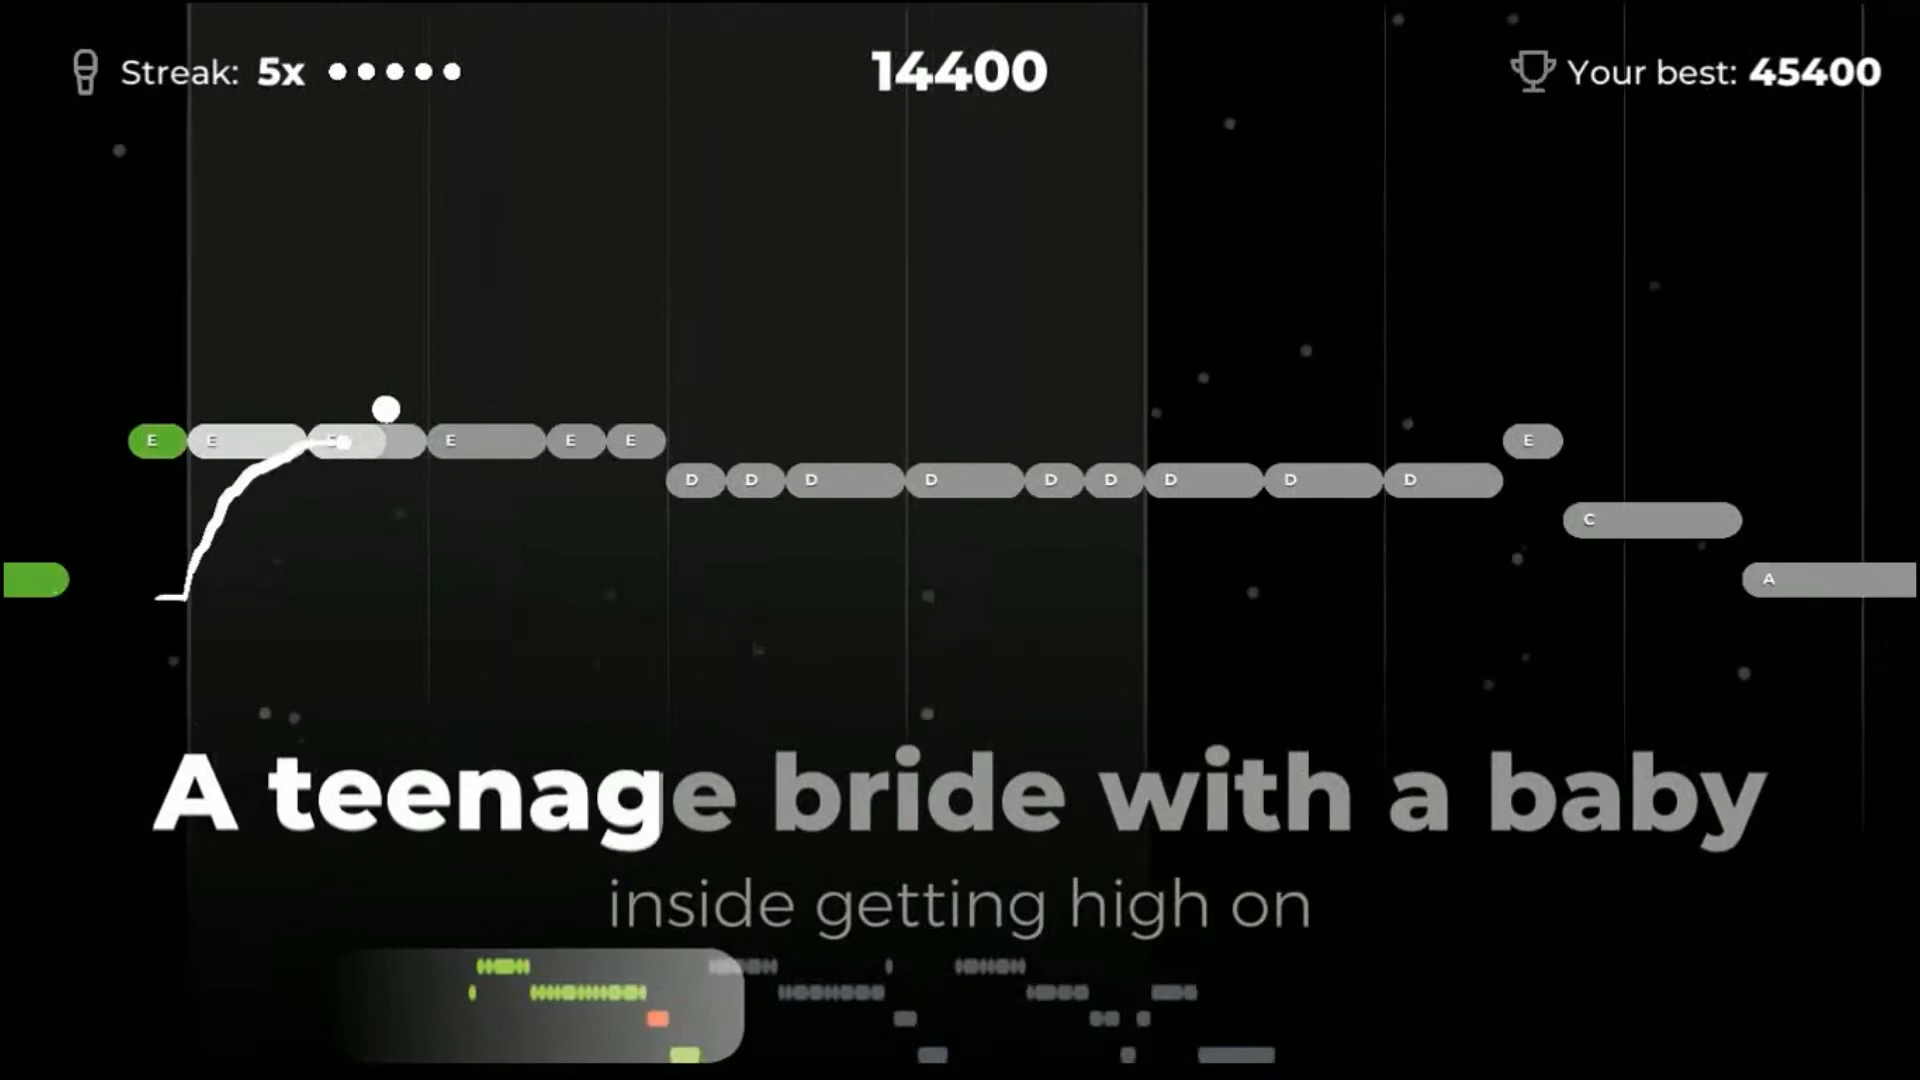 Streak: 5x
14400
Your best: 45400
E E E E E E
D D D D D D D D D
E
C
A
A teenage bride with a baby
inside getting high on